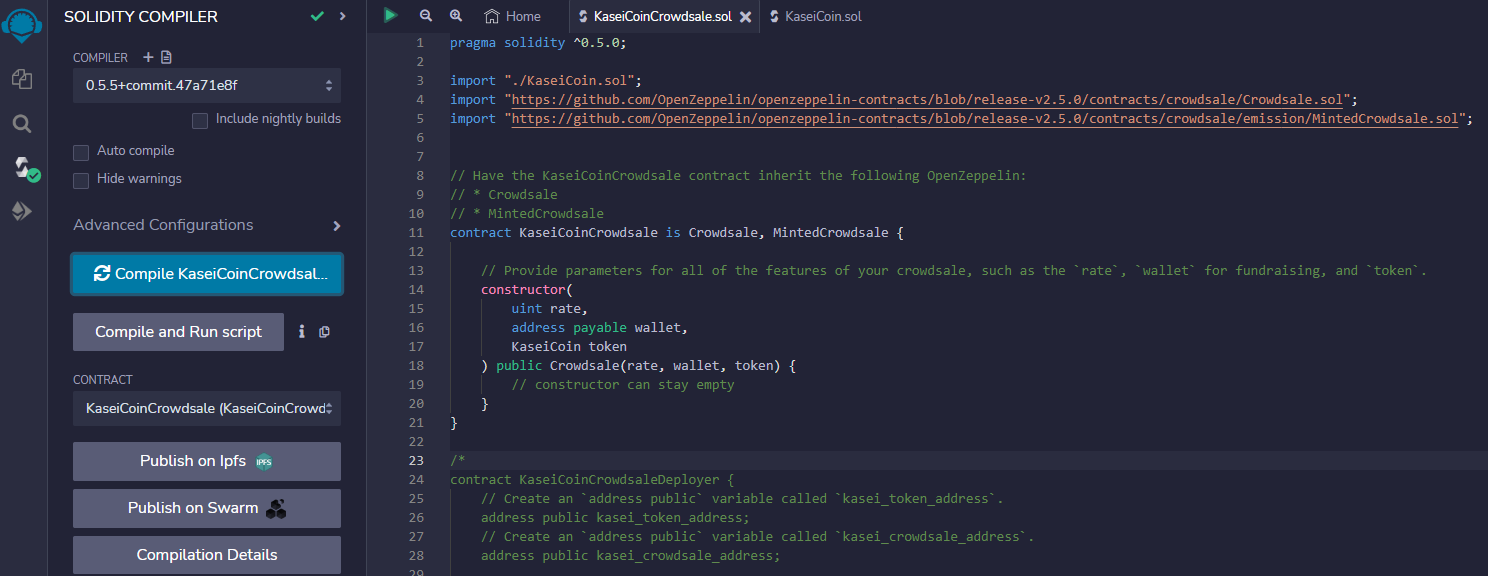 SOLIDITY COMPILER
COMPILER
0.5.5+commit.47a71e8f
Include nightly builds
Auto compile
Hide warnings
Advanced Configurations
Compile KaseiCoinCrowdsal...
Compile and Run script
CONTRACT
KaseiCoinCrowdsale (KaseiCoinCrowd
Publish on Ipfs
IPFS
Publish on Swarm
Compilation Details
Home
KaseiCoinCrowdsale.sol
KaseiCoin.sol
1 pragma solidity ^0.5.0;
2
3 import "./KaseiCoin.sol";
4 import "https://github.com/OpenZeppelin/openzeppelin-contracts/blob/release-v2.5.0/contracts/crowdsale/Crowdsale.sol";
5 import "https://github.com/OpenZeppelin/openzeppelin-contracts/blob/release-v2.5.0/contracts/crowdsale/emission/MintedCrowdsale.sol";
6
7
8 // Have the KaseiCoinCrowdsale contract inherit the following OpenZeppelin:
9 // * Crowdsale
10 // * MintedCrowdsale
11 contract KaseiCoinCrowdsale is Crowdsale, MintedCrowdsale {
12
13 // Provide parameters for all of the features of your crowdsale, such as the `rate`, `wallet` for fundraising, and `token`.
14 constructor(
15 uint rate,
16 address payable wallet,
17 KaseiCoin token
18 ) public Crowdsale(rate, wallet, token) {
19 // constructor can stay empty
20 }
21 }
22
23 /*
24 contract KaseiCoinCrowdsaleDeployer {
25 // Create an `address public` variable called `kasei_token_address`.
26 address public kasei_token_address;
27 // Create an `address public` variable called `kasei_crowdsale_address`.
28 address public kasei_crowdsale_address;
29